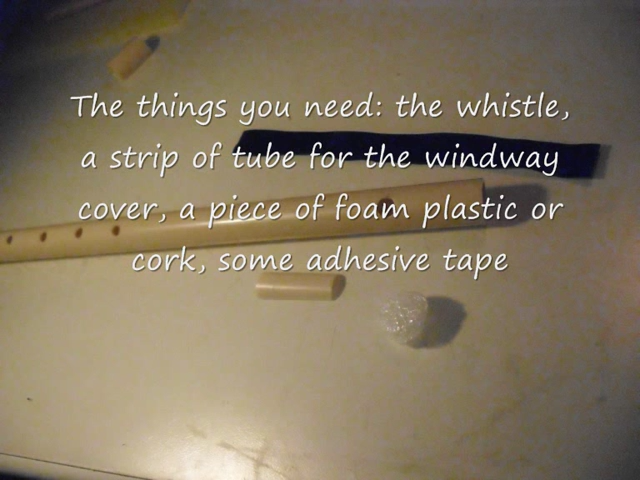 The things you need: the whistle,
a strip of tube for the windway
cover, a piece of foam plastic or
cork, some adhesive tape